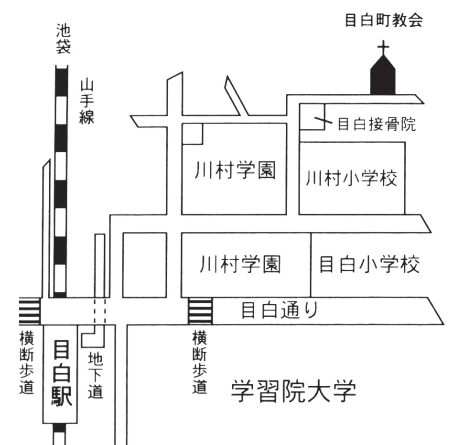 目白町教会
池袋
山手線
目白接骨院
川村学園
川村小学校
川村学園
目白小学校
目白通り
横断歩道
目白駅
地下道
横断歩道
学習院大学